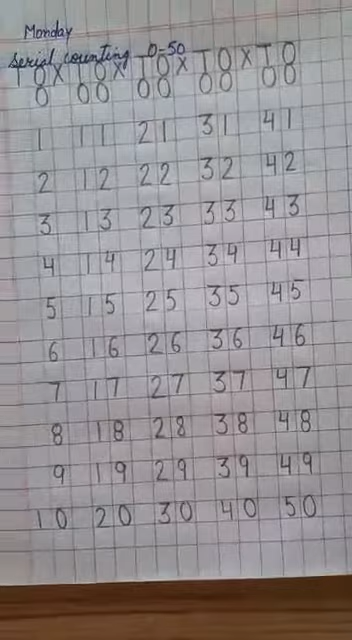 Monday
Serial counting 0-50
T O x T O x T O x T O x T O
0 0 0 0 0 0 0 0 0
1 11 21 31 41
2 12 22 32 42
3 13 23 33 43
4 14 24 34 44
5 15 25 35 45
6 16 26 36 46
7 17 27 37 47
8 18 28 38 48
9 19 29 39 49
10 20 30 40 50